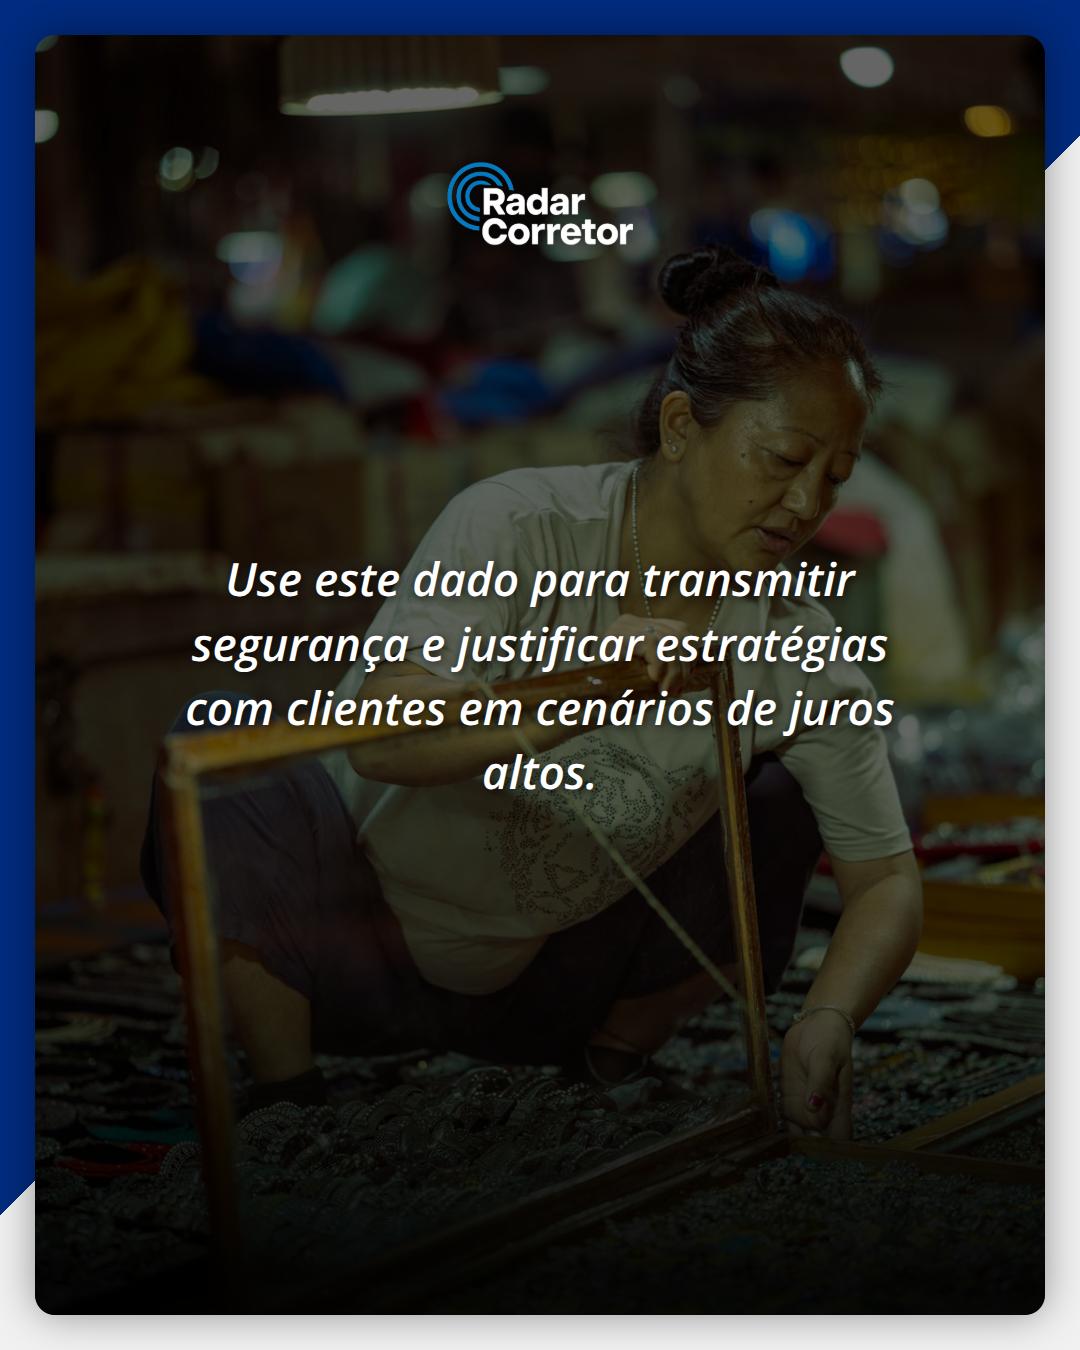 Radar
Corretor
Use este dado para transmitir
segurança e justificar estratégias
com clientes em cenários de juros
altos.